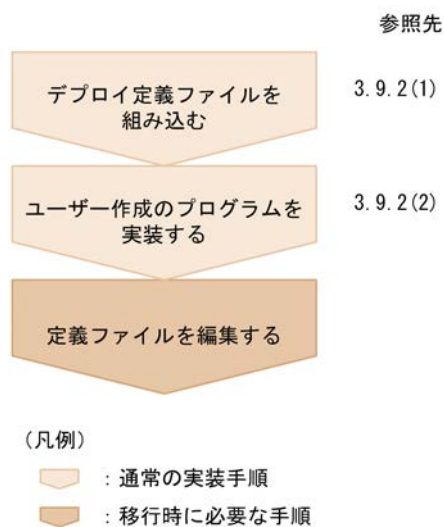 参照先
デプロイ定義ファイルを
組み込む
3.9.2(1)
ユーザー作成のプログラムを
実装する
3.9.2(2)
定義ファイルを編集する
（凡例）
：通常の実装手順
：移行時に必要な手順